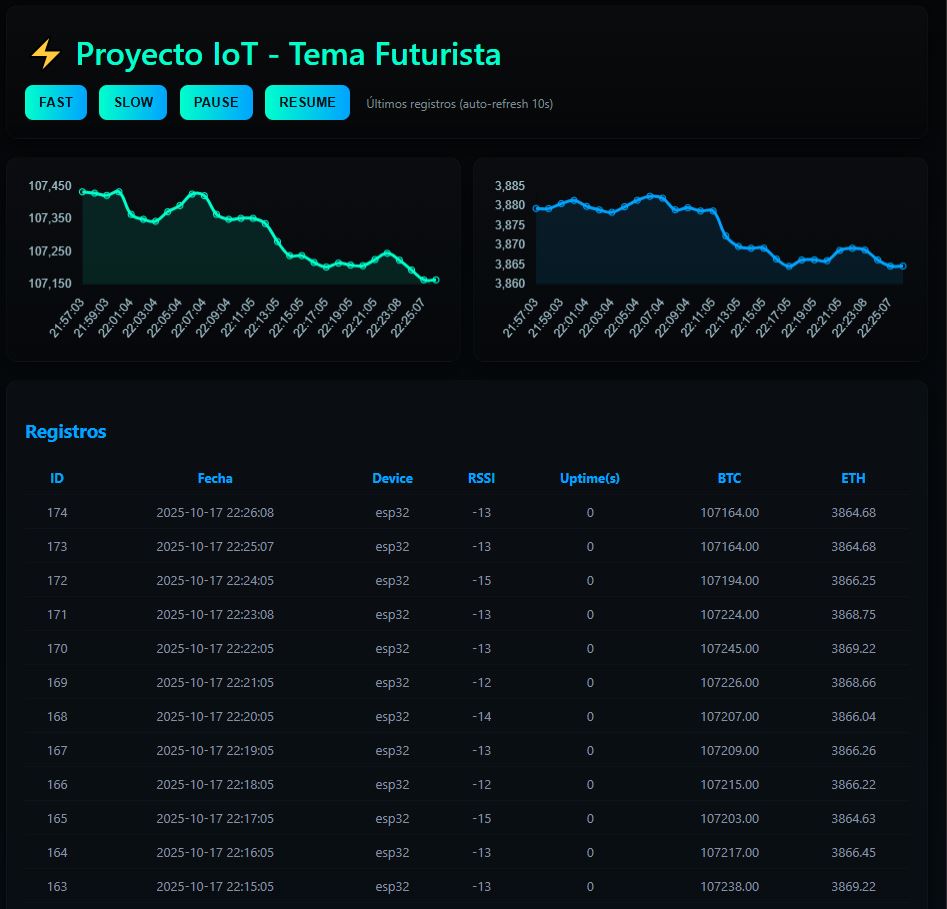 ⚡ Proyecto IoT - Tema Futurista
FAST SLOW PAUSE RESUME Últimos registros (auto-refresh 10s)
107,450
107,350
107,250
107,150
21:57:03 21:59:03 22:01:04 22:03:04 22:05:04 22:07:04 22:09:04 22:11:05 22:13:05 22:15:05 22:17:05 22:19:05 22:21:05 22:23:08 22:25:07
3,885
3,880
3,875
3,870
3,865
3,860
21:57:03 21:59:03 22:01:04 22:03:04 22:05:04 22:07:04 22:09:04 22:11:05 22:13:05 22:15:05 22:17:05 22:19:05 22:21:05 22:23:08 22:25:07
Registros
ID Fecha Device RSSI Uptime(s) BTC ETH
174 2025-10-17 22:26:08 esp32 -13 0 107164.00 3864.68
173 2025-10-17 22:25:07 esp32 -13 0 107164.00 3864.68
172 2025-10-17 22:24:05 esp32 -15 0 107194.00 3866.25
171 2025-10-17 22:23:08 esp32 -13 0 107224.00 3868.75
170 2025-10-17 22:22:05 esp32 -13 0 107245.00 3869.22
169 2025-10-17 22:21:05 esp32 -12 0 107226.00 3868.66
168 2025-10-17 22:20:05 esp32 -14 0 107207.00 3866.04
167 2025-10-17 22:19:05 esp32 -13 0 107209.00 3866.26
166 2025-10-17 22:18:05 esp32 -12 0 107215.00 3866.22
165 2025-10-17 22:17:05 esp32 -15 0 107203.00 3864.63
164 2025-10-17 22:16:05 esp32 -13 0 107217.00 3866.45
163 2025-10-17 22:15:05 esp32 -13 0 107238.00 3869.22